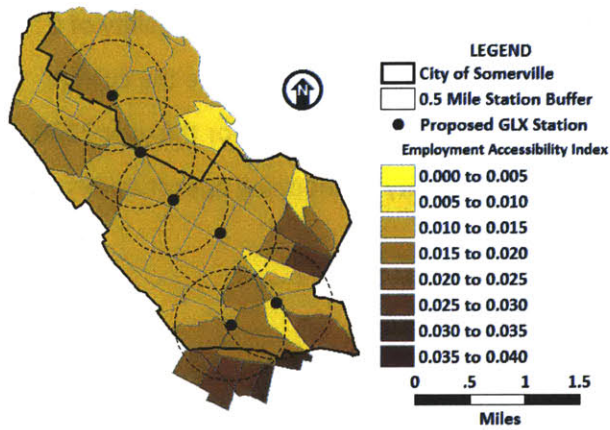 N
LEGEND
City of Somerville
0.5 Mile Station Buffer
Proposed GLX Station
Employment Accessibility Index
0.000 to 0.005
0.005 to 0.010
0.010 to 0.015
0.015 to 0.020
0.020 to 0.025
0.025 to 0.030
0.030 to 0.035
0.035 to 0.040
0 .5 1 1.5
Miles